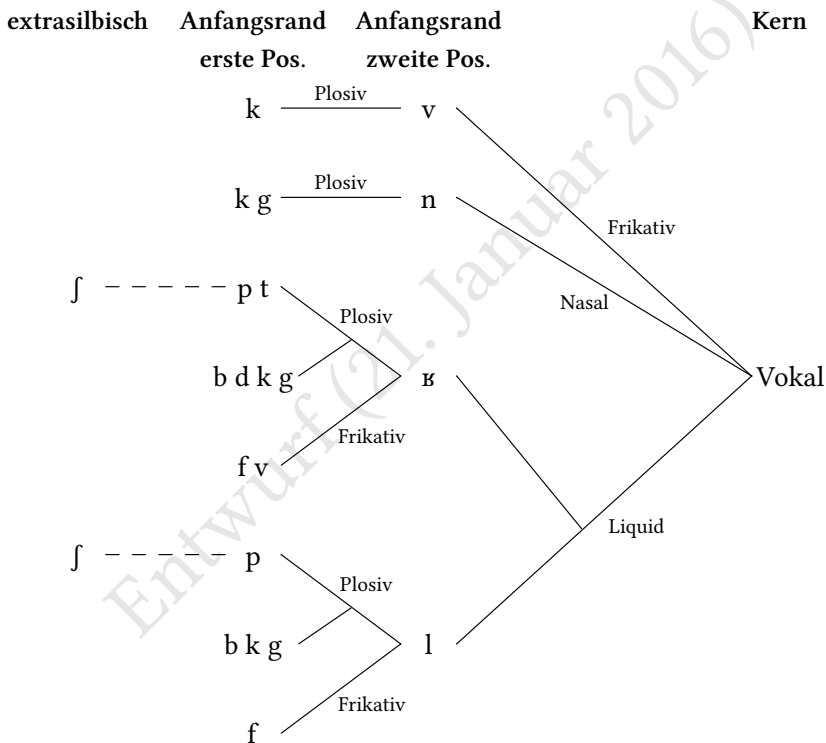 extrasilbisch Anfangsrand Anfangsrand Kern
erste Pos. zweite Pos.
k Plosiv v
k g Plosiv n
Frikativ
ʃ p t
Nasal
Plosiv
b d k g ʁ Vokal
Frikativ
f v
Liquid
ʃ p
Plosiv
b k g l
Frikativ
f
Entwurf (21. Januar 2016)